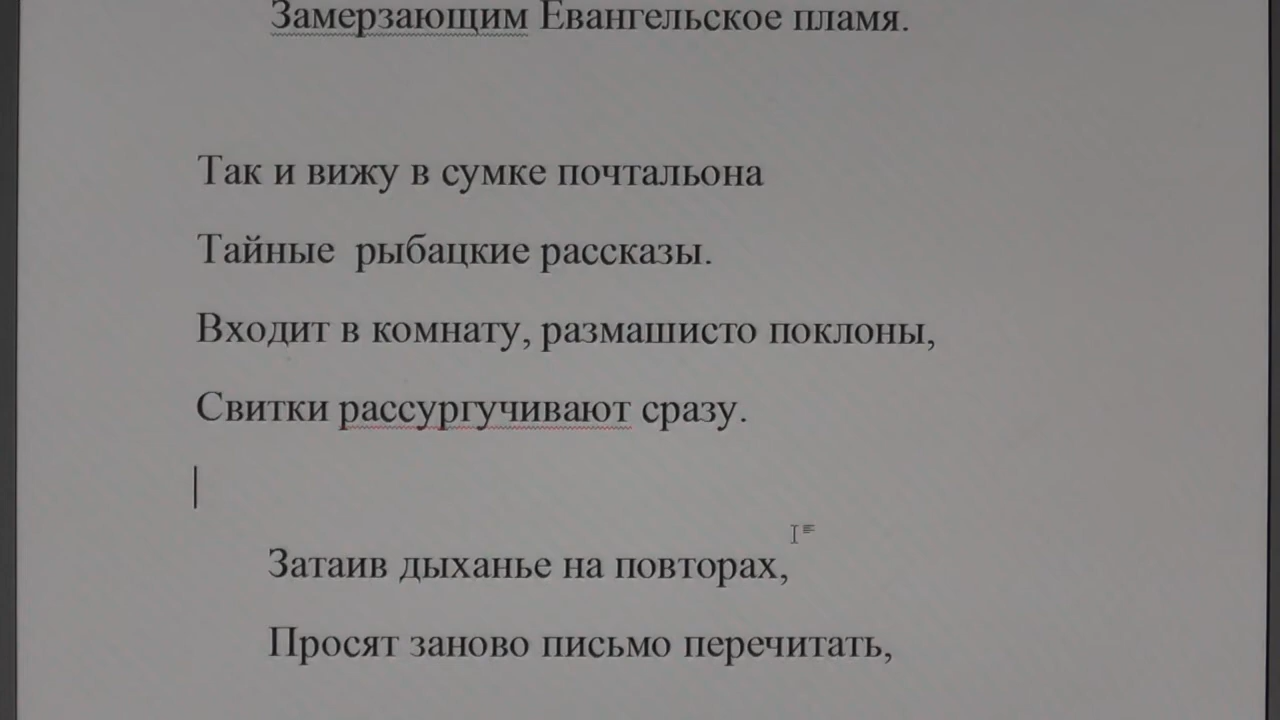 Замерзающим Евангельское пламя.
Так и вижу в сумке почтальона
Тайные  рыбацкие рассказы.
Входит в комнату, размашисто поклоны,
Свитки рассургучивают сразу.
Затаив дыханье на повторах,
Просят заново письмо перечитать,